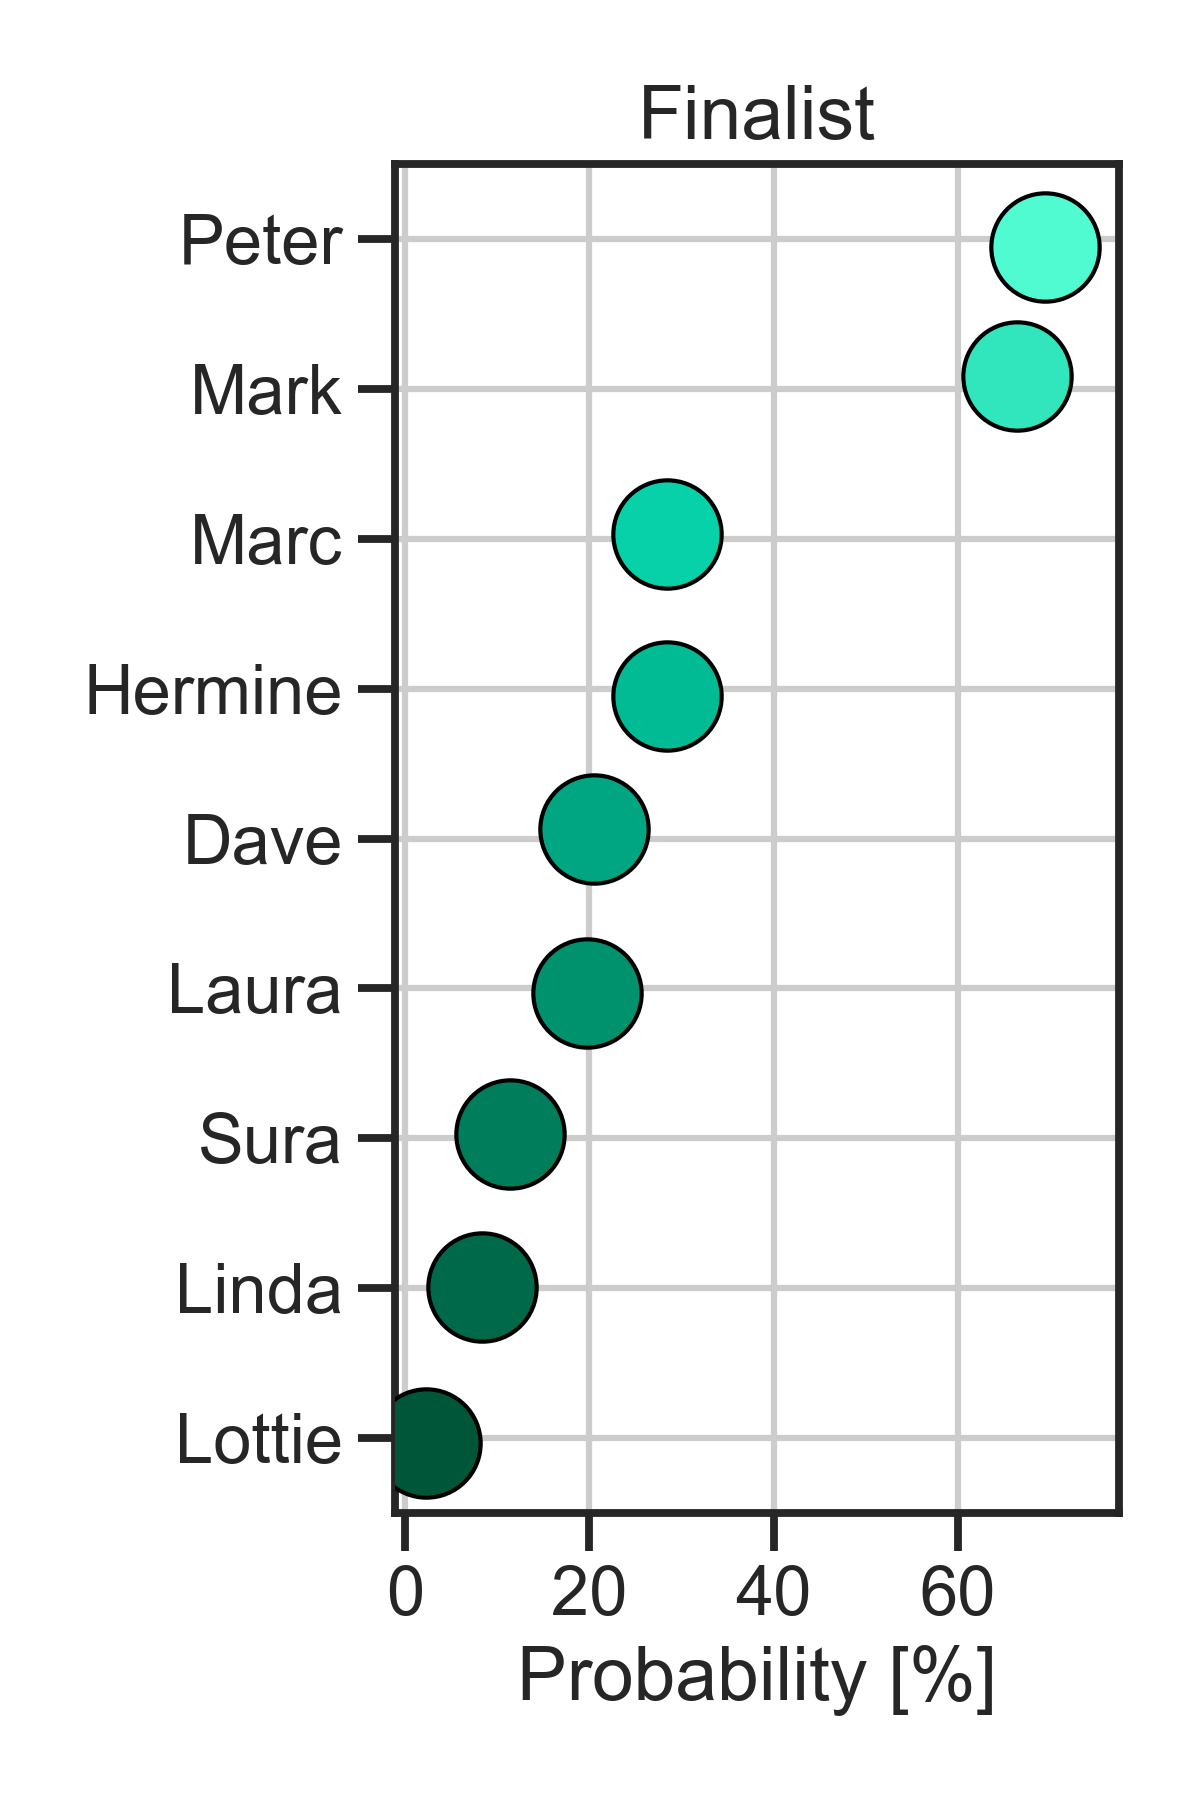 Finalist
Peter
Mark
Marc
Hermine
Dave
Laura
Sura
Linda
Lottie
0 20 40 60
Probability [%]